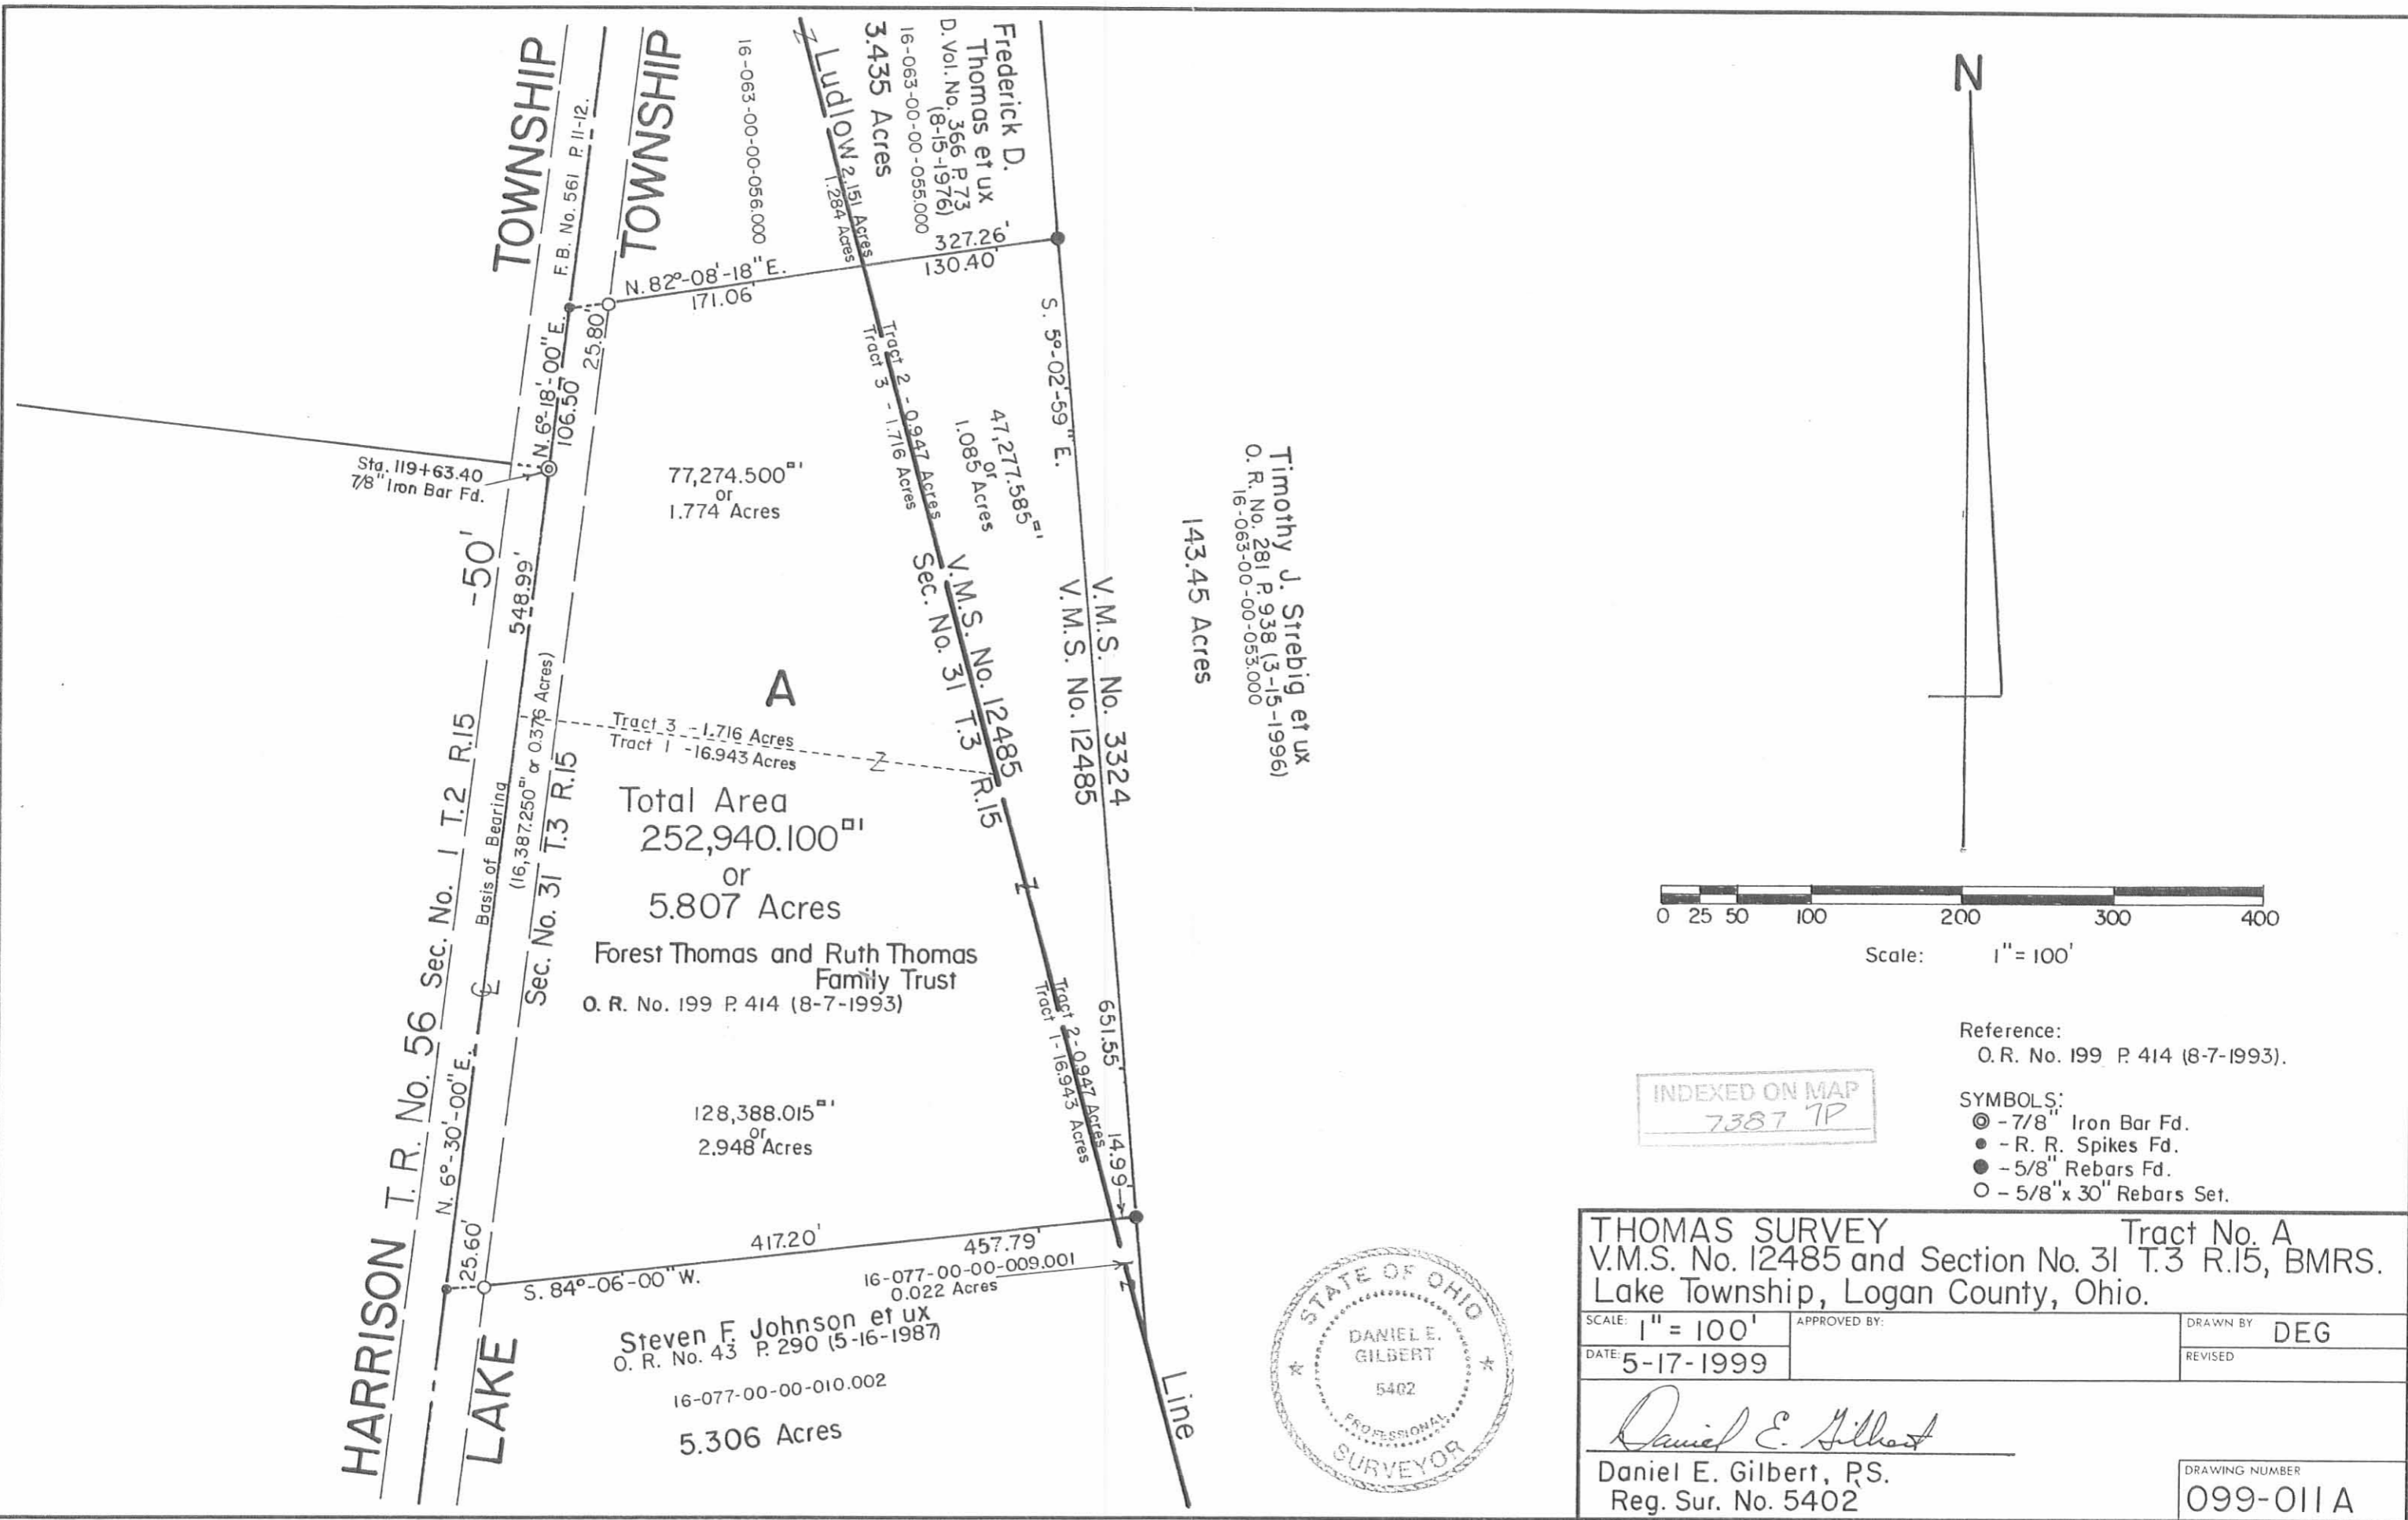 TOWNSHIP
F.B. No. 561 P. 11-12.
TOWNSHIP
16-063-00-00-056.000
Ludlow
2.151 Acres
1.284 Acres
3.435 Acres
16-063-00-00-055.000
Frederick D.
Thomas et ux
D. Vol. No. 366 P. 73
(8-15-1976)
327.26'
130.40'
N. 82°-08'-18" E.
171.06'
N. 6°-18'-00" E.
106.50'
25.80'
S. 5°-02'-59" E.
Tract 2 - 0.947 Acres
Tract 3 - 1.716 Acres
Sta. 119+63.40
7/8" Iron Bar Fd.
77,274.500□'
or
1.774 Acres
47,277.585□'
or
1.085 Acres
Timothy J. Strebig et ux
O. R. No. 281 P. 938 (3-15-1996)
16-063-00-00-053.000
143.45 Acres
-50'
548.99'
V.M.S. No. 12485
Sec. No. 31 T.3 R.15
V.M.S. No. 3324
V.M.S. No. 12485
A
Tract 3 - 1.716 Acres
Tract 1 - 16.943 Acres
Basis of Bearing
(16,387.250□' or 0.376 Acres)
Sec. No. 31 T.3 R.15
Total Area
252,940.100□'
or
5.807 Acres
Forest Thomas and Ruth Thomas
Family Trust
O. R. No. 199 P. 414 (8-7-1993)
HARRISON T. R. No. 56 Sec. No. 1 T.2 R.15
N. 6°-30'-00" E.
651.55'
Tract 2 - 0.947 Acres
Tract 1 - 16.943 Acres
14.99'
128,388.015□'
or
2.948 Acres
25.60'
417.20'
457.79'
S. 84°-06'-00" W.
16-077-00-00-009.001
0.022 Acres
LAKE
Steven F. Johnson et ux
O. R. No. 43 P. 290 (5-16-1987)
16-077-00-00-010.002
5.306 Acres
Line
N
0 25 50 100 200 300 400
Scale: 1" = 100'
Reference:
O. R. No. 199 P. 414 (8-7-1993).
INDEXED ON MAP
7387 7P
SYMBOLS:
◎ - 7/8" Iron Bar Fd.
• - R. R. Spikes Fd.
● - 5/8" Rebars Fd.
○ - 5/8" x 30" Rebars Set.
STATE OF OHIO
DANIEL E.
GILBERT
5402
PROFESSIONAL
SURVEYOR
THOMAS SURVEY Tract No. A
V.M.S. No. 12485 and Section No. 31 T.3 R.15, BMRS.
Lake Township, Logan County, Ohio.
SCALE: 1" = 100'
APPROVED BY:
DRAWN BY DEG
DATE: 5-17-1999
REVISED
Daniel E. Gilbert
Daniel E. Gilbert, P.S.
Reg. Sur. No. 5402
DRAWING NUMBER
099-011 A